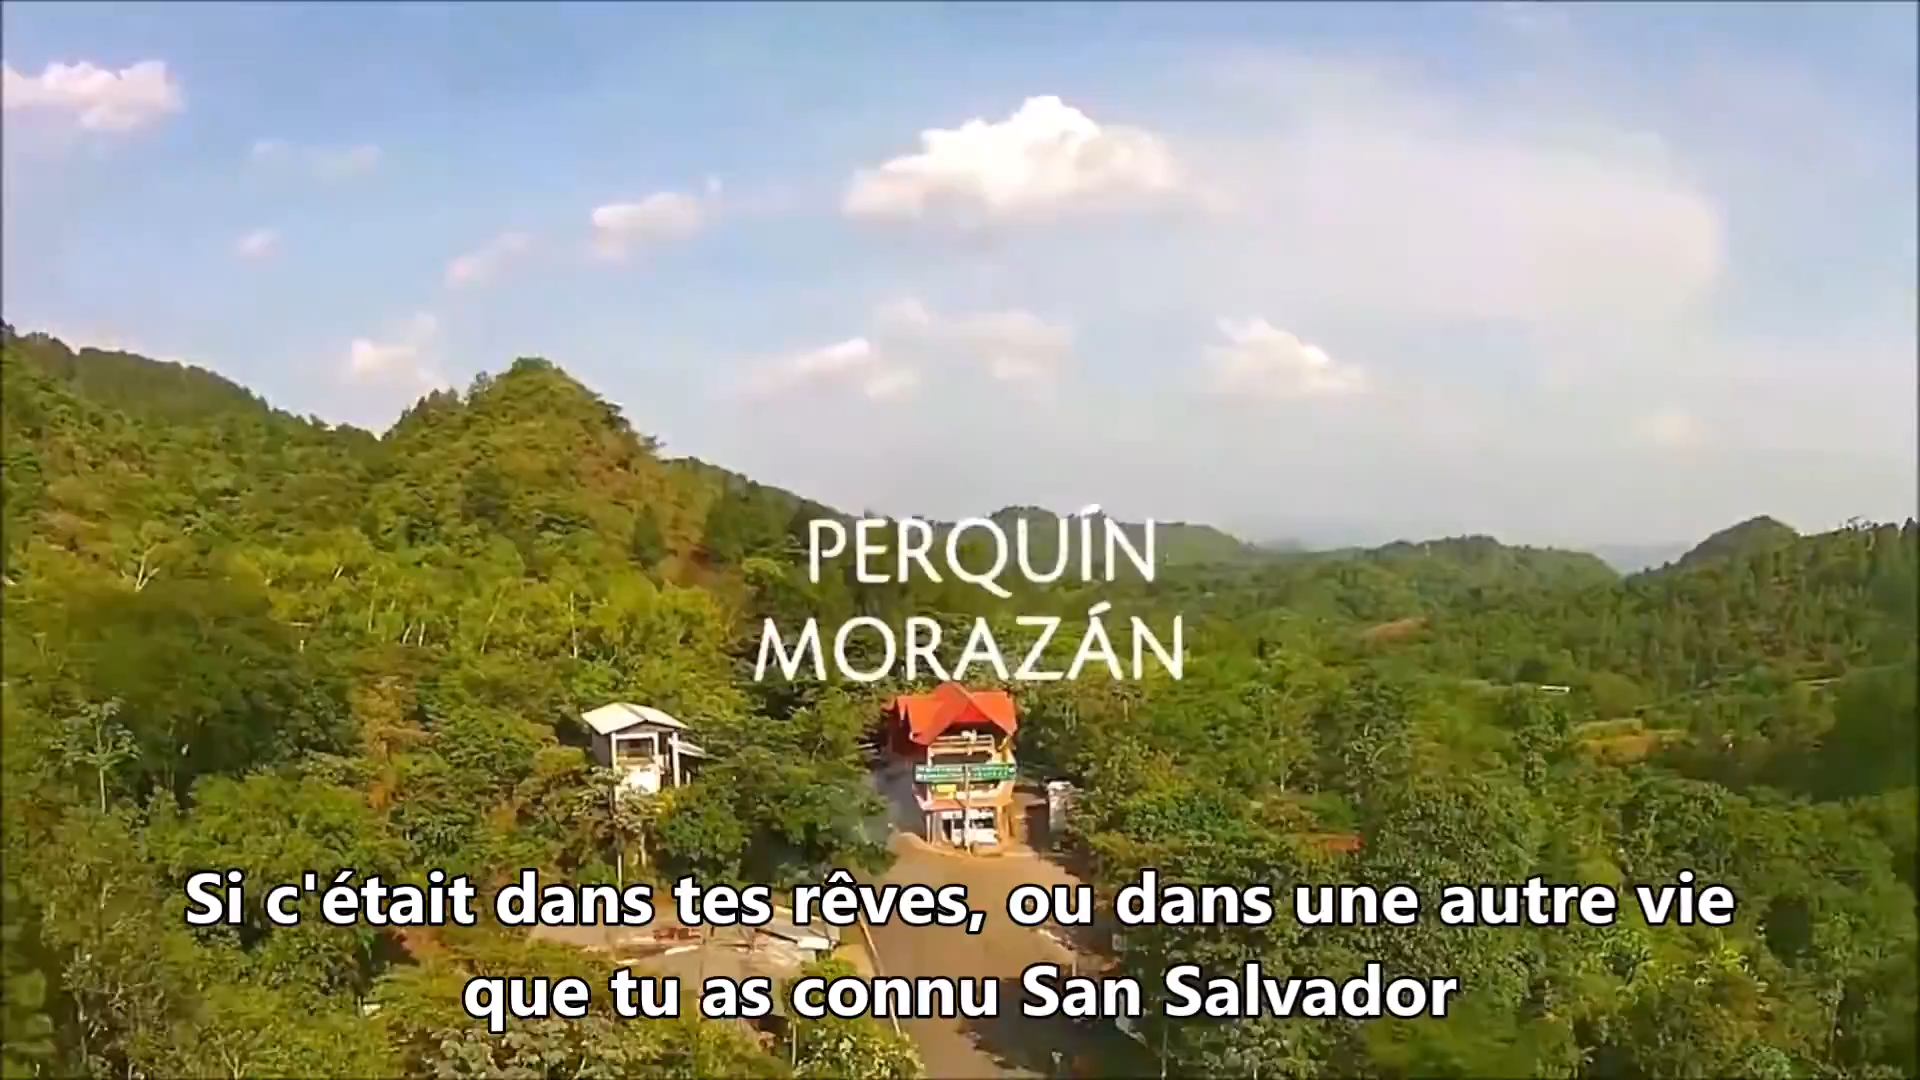 PERQUÍN
MORAZÁN
Si c'était dans tes rêves, ou dans une autre vie
que tu as connu San Salvador